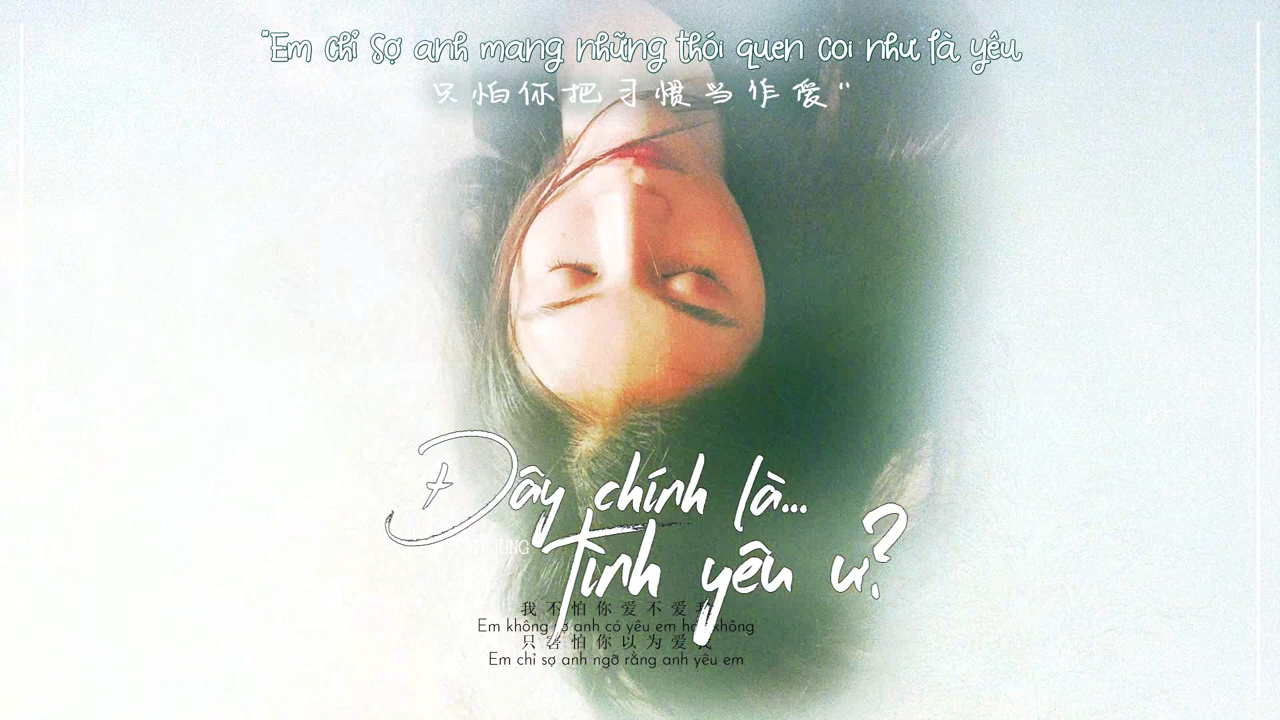 "Em chỉ sợ anh mang những thói quen coi như là yêu
只怕你把习惯当作爱"
Đây chính là...
TÙNG
Tình yêu ư?
我不怕你爱不爱我
Em không sợ anh có yêu em hay không
只害怕你以为爱我
Em chỉ sợ anh ngỡ rằng anh yêu em